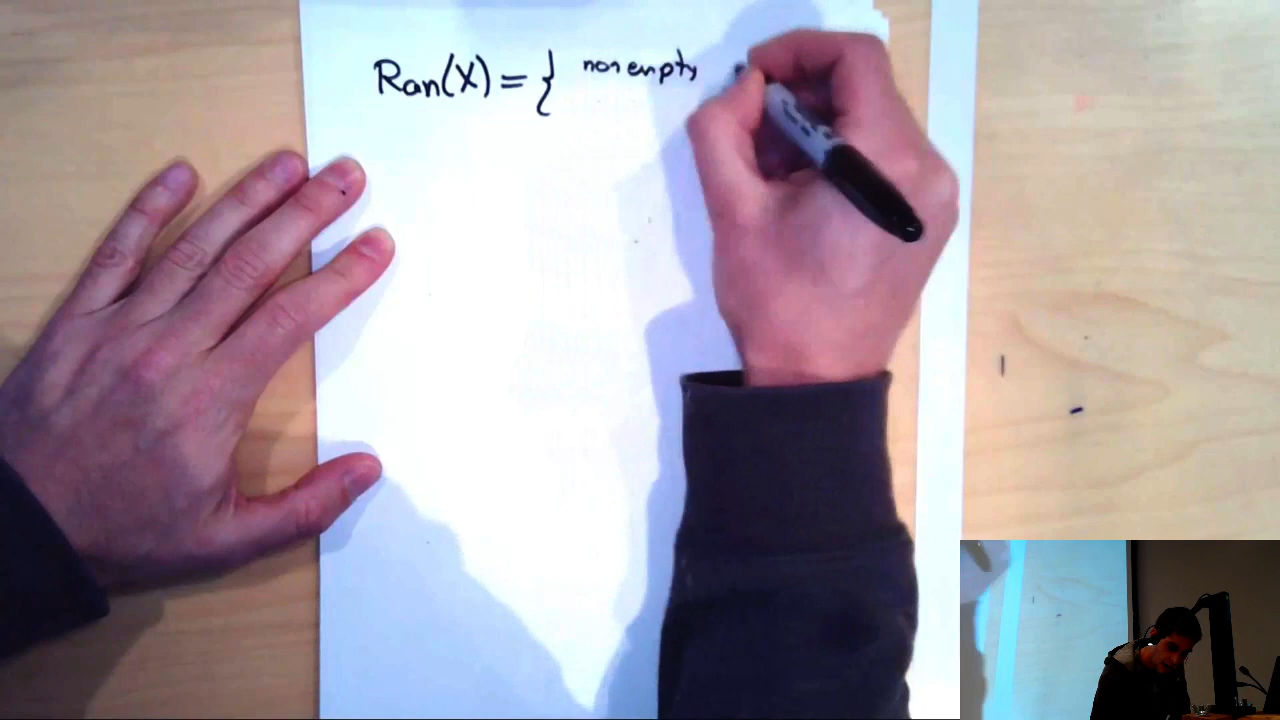 Ran(X) = { nonempty